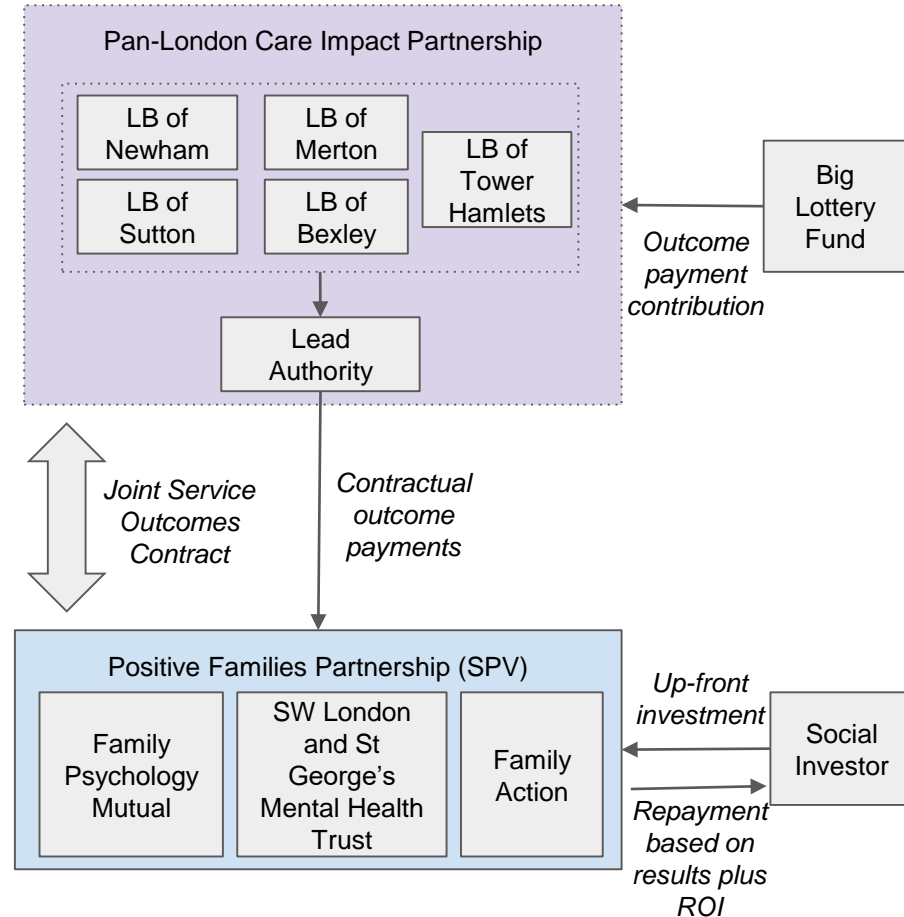 Pan-London Care Impact Partnership
LB of
Newham
LB of
Merton
LB of
Tower
Hamlets
LB of
Sutton
LB of
Bexley
Big
Lottery
Fund
Outcome
payment
contribution
Lead
Authority
Joint Service
Outcomes
Contract
Contractual
outcome
payments
Positive Families Partnership (SPV)
Family
Psychology
Mutual
SW London
and St
George’s
Mental Health
Trust
Family
Action
Up-front
investment
Social
Investor
Repayment
based on
results plus
ROI